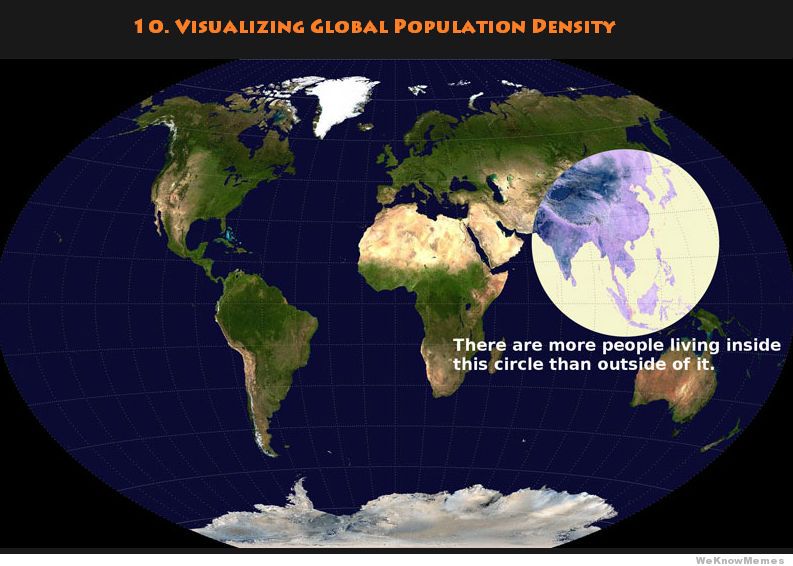 10. Visualizing Global Population Density
There are more people living inside
this circle than outside of it.
WeKnowMemes